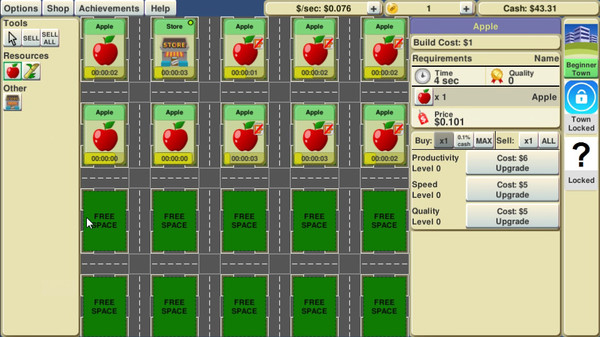 Options Shop Achievements Help $/sec: $0.076 + 1 + Cash: $43.31
Tools
SELL SELL ALL
Resources
Other
Apple Store Apple Apple Apple
STORE
00:00:02 00:00:03 00:00:01 00:00:02 00:00:02
Apple Apple Apple Apple Apple
00:00:00 00:00:00 00:00:03 00:00:03 00:00:02
FREE SPACE FREE SPACE FREE SPACE FREE SPACE FREE SPACE
FREE SPACE FREE SPACE FREE SPACE FREE SPACE FREE SPACE
Apple
Build Cost: $1
Requirements Name
Time
4 sec
Quality
0
x 1 Apple
Price
$0.101
Buy: x1 0.1% cash MAX Sell: x1 ALL
Productivity
Level 0
Cost: $6
Upgrade
Speed
Level 0
Cost: $5
Upgrade
Quality
Level 0
Cost: $5
Upgrade
Beginner
Town
Town
Locked
?
Locked